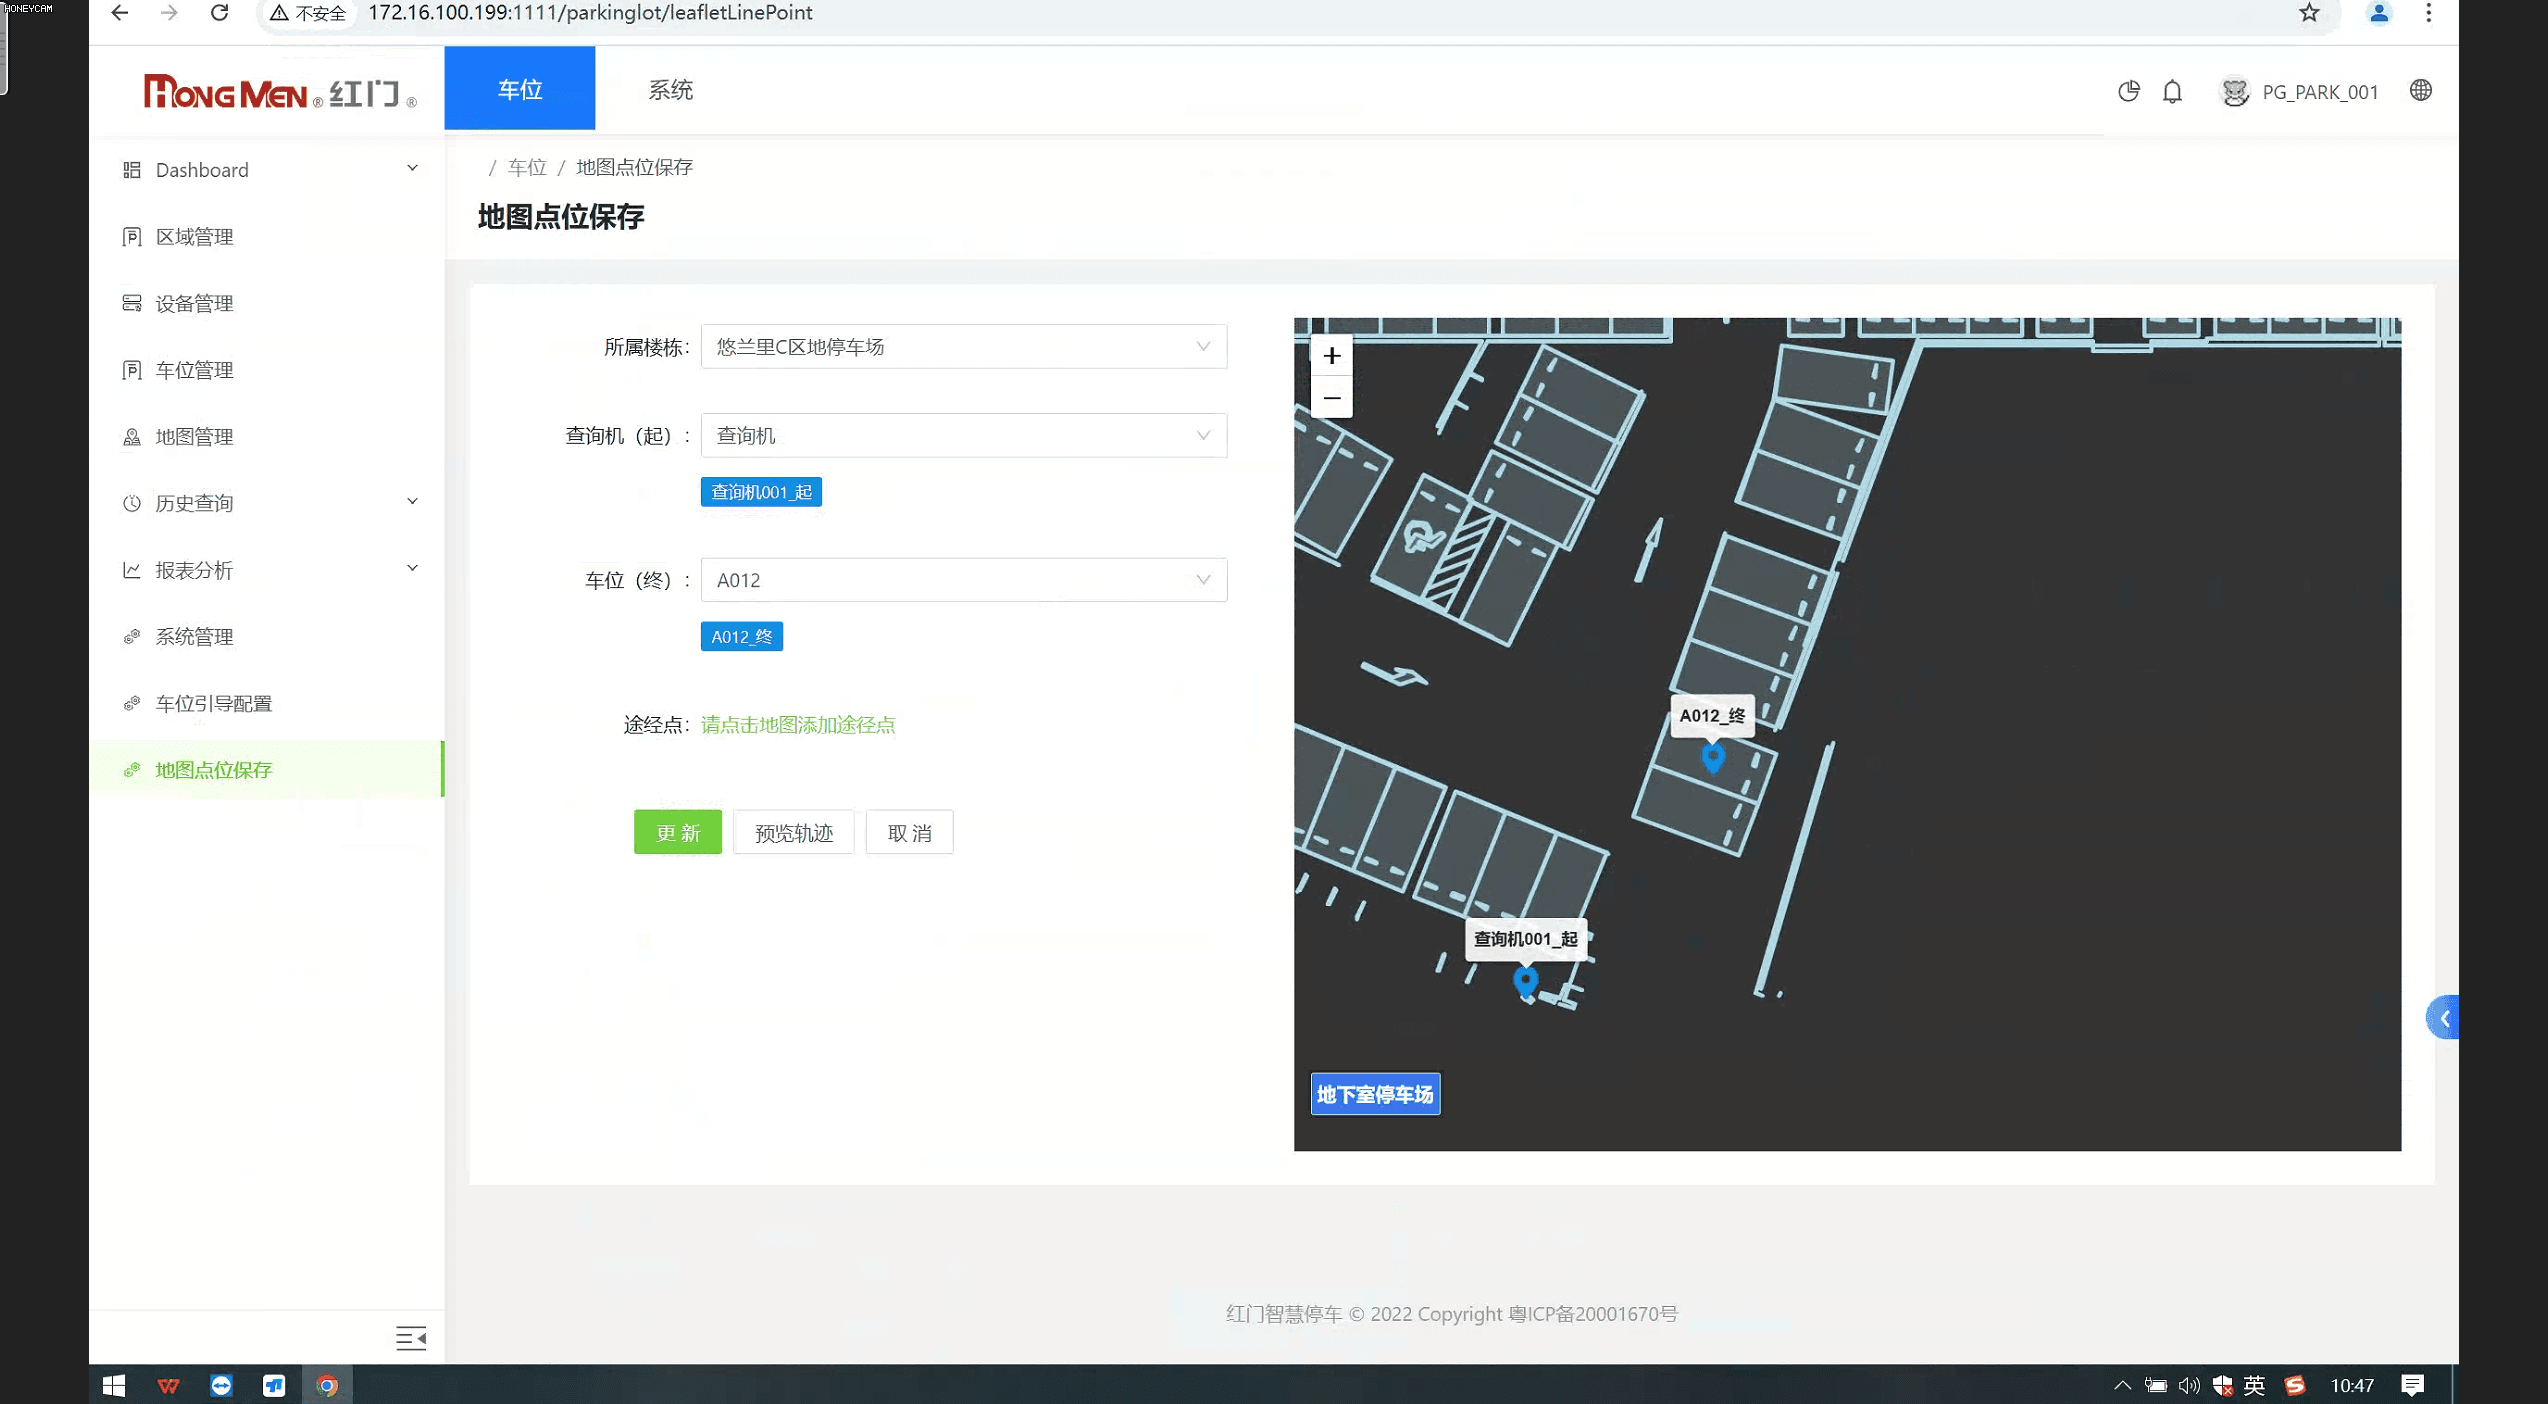 HONEYCAM
不安全 172.16.100.199:1111/parkinglot/leafletLinePoint
HONGMEN® 红门®
车位
系统
PG_PARK_001
Dashboard
区域管理
设备管理
车位管理
地图管理
历史查询
报表分析
系统管理
车位引导配置
地图点位保存
/ 车位 / 地图点位保存
地图点位保存
所属楼栋: 悠兰里C区地停车场
查询机（起）: 查询机
查询机001_起
车位（终）: A012
A012_终
途经点: 请点击地图添加途经点
更 新
预览轨迹
取 消
+
−
A012_终
查询机001_起
地下室停车场
红门智慧停车 © 2022 Copyright 粤ICP备20001670号
英
10:47